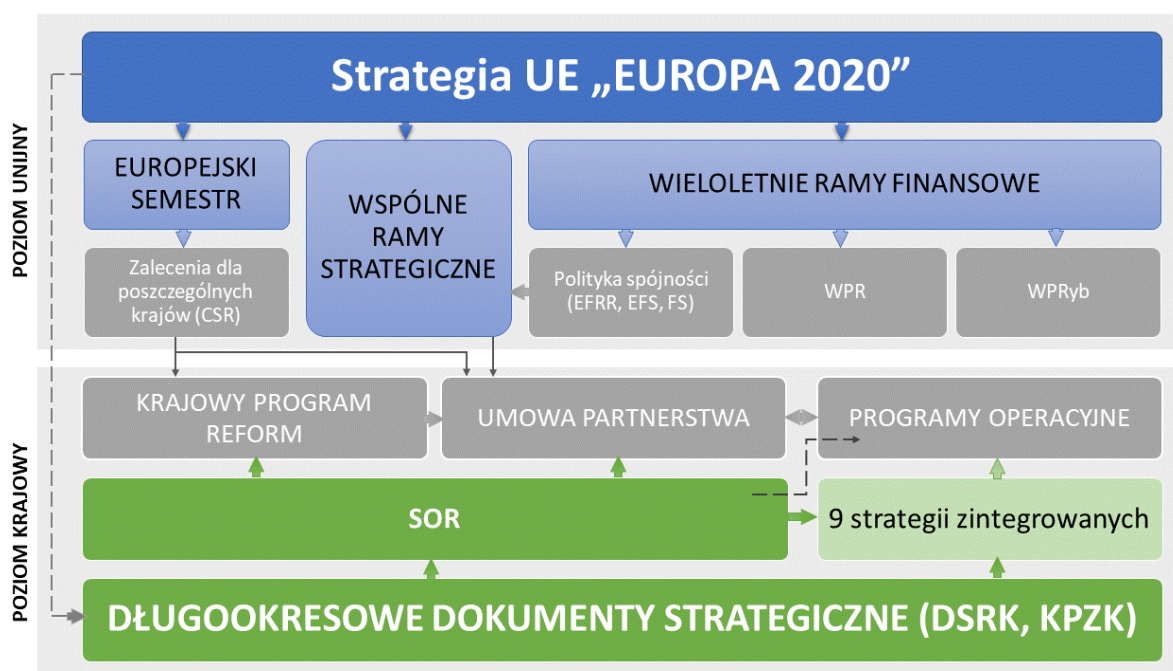 POZIOM UNIJNY
Strategia UE „EUROPA 2020”
EUROPEJSKI
SEMESTR
WSPÓLNE
RAMY
STRATEGICZNE
WIELOLETNIE RAMY FINANSOWE
Zalecenia dla
poszczególnych
krajów (CSR)
Polityka spójności
(EFRR, EFS, FS)
WPR
WPRyb
POZIOM KRAJOWY
KRAJOWY PROGRAM
REFORM
UMOWA PARTNERSTWA
PROGRAMY OPERACYJNE
SOR
9 strategii zintegrowanych
DŁUGOOKRESOWE DOKUMENTY STRATEGICZNE (DSRK, KPZK)